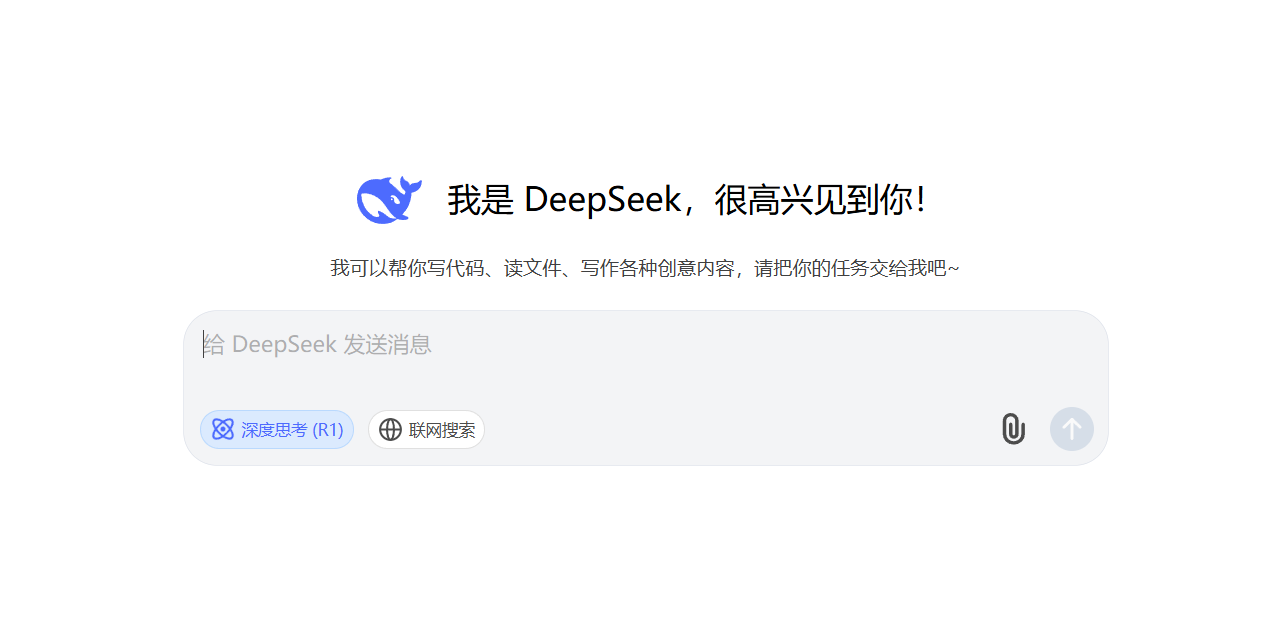 我是 DeepSeek，很高兴见到你！
我可以帮你写代码、读文件、写作各种创意内容，请把你的任务交给我吧~
给 DeepSeek 发送消息
深度思考 (R1)
联网搜索